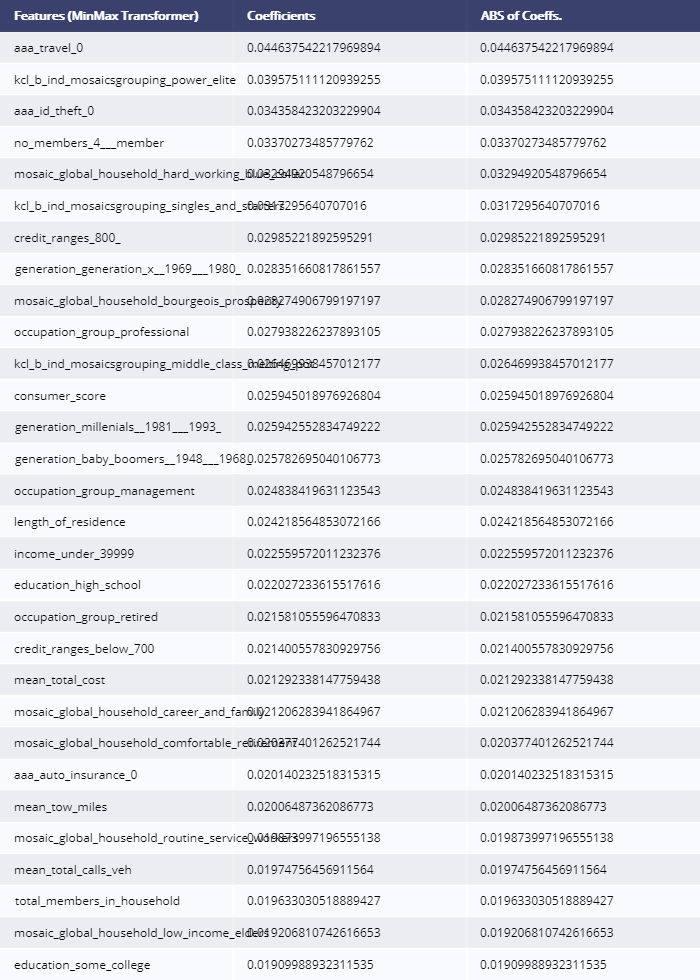 Features (MinMax Transformer) Coefficients ABS of Coeffs.
aaa_travel_0 0.044637542217969894 0.044637542217969894
kcl_b_ind_mosaicsgrouping_power_elite 0.039575111120939255 0.039575111120939255
aaa_id_theft_0 0.034358423203229904 0.034358423203229904
no_members_4___member 0.03370273485779762 0.03370273485779762
mosaic_global_household_hard_working_blue_collar 0.03294920548796654 0.03294920548796654
kcl_b_ind_mosaicsgrouping_singles_and_starters 0.0317295640707016 0.0317295640707016
credit_ranges_800_ 0.02985221892595291 0.02985221892595291
generation_generation_x__1969___1980_ 0.028351660817861557 0.028351660817861557
mosaic_global_household_bourgeois_prosperity 0.028274906799197197 0.028274906799197197
occupation_group_professional 0.027938226237893105 0.027938226237893105
kcl_b_ind_mosaicsgrouping_middle_class_melting_pot 0.026469938457012177 0.026469938457012177
consumer_score 0.025945018976926804 0.025945018976926804
generation_millenials__1981___1993_ 0.025942552834749222 0.025942552834749222
generation_baby_boomers__1948___1968_ 0.025782695040106773 0.025782695040106773
occupation_group_management 0.024838419631123543 0.024838419631123543
length_of_residence 0.024218564853072166 0.024218564853072166
income_under_39999 0.022559572011232376 0.022559572011232376
education_high_school 0.022027233615517616 0.022027233615517616
occupation_group_retired 0.021581055596470833 0.021581055596470833
credit_ranges_below_700 0.021400557830929756 0.021400557830929756
mean_total_cost 0.021292338147759438 0.021292338147759438
mosaic_global_household_career_and_family 0.021206283941864967 0.021206283941864967
mosaic_global_household_comfortable_retirement 0.020377401262521744 0.020377401262521744
aaa_auto_insurance_0 0.020140232518315315 0.020140232518315315
mean_tow_miles 0.02006487362086773 0.02006487362086773
mosaic_global_household_routine_service_workers 0.019873997196555138 0.019873997196555138
mean_total_calls_veh 0.01974756456911564 0.01974756456911564
total_members_in_household 0.019633030518889427 0.019633030518889427
mosaic_global_household_low_income_elders 0.019206810742616653 0.019206810742616653
education_some_college 0.01909988932311535 0.01909988932311535